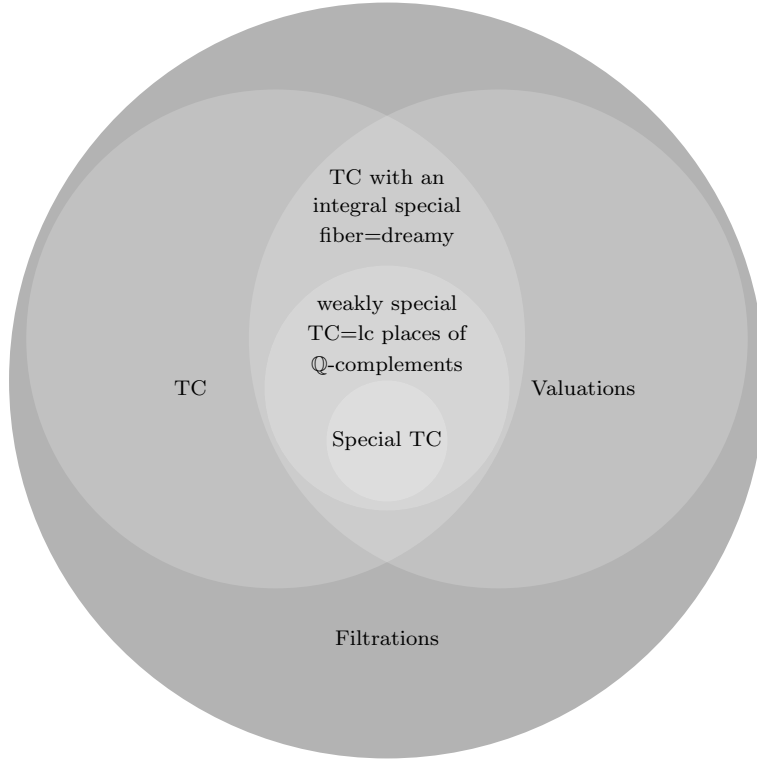 TC with an
integral special
fiber=dreamy
weakly special
TC=lc places of
ℚ-complements
TC
Valuations
Special TC
Filtrations